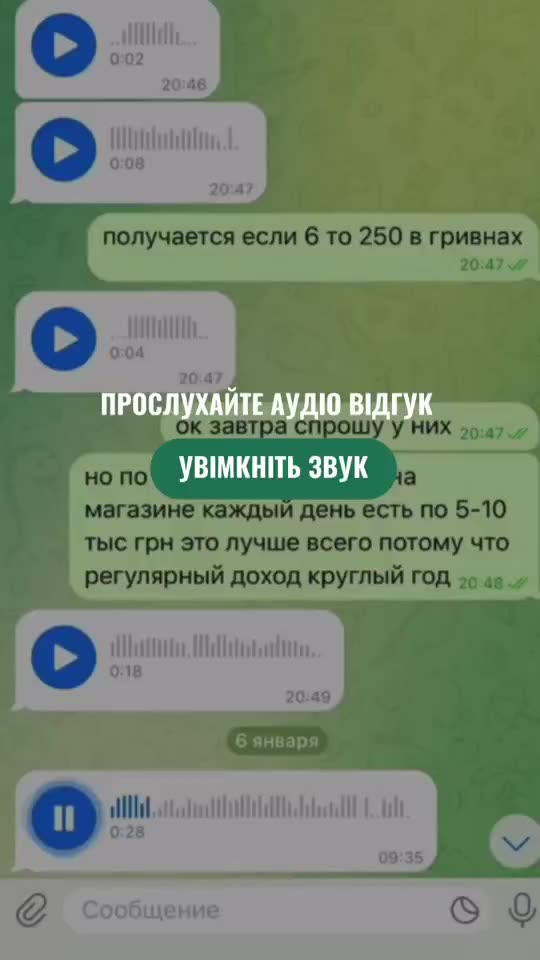 0:02
20:46
0:08
20:47
получается если 6 то 250 в гривнах
20:47
0:04
20:47
ПРОСЛУХАЙТЕ АУДІО ВІДГУК
ок завтра спрошу у них 20:47
УВІМКНІТЬ ЗВУК
но по на
магазине каждый день есть по 5-10
тыс грн это лучше всего потому что
регулярный доход круглый год 20:48
0:18
20:49
6 января
0:28
09:35
Сообщение